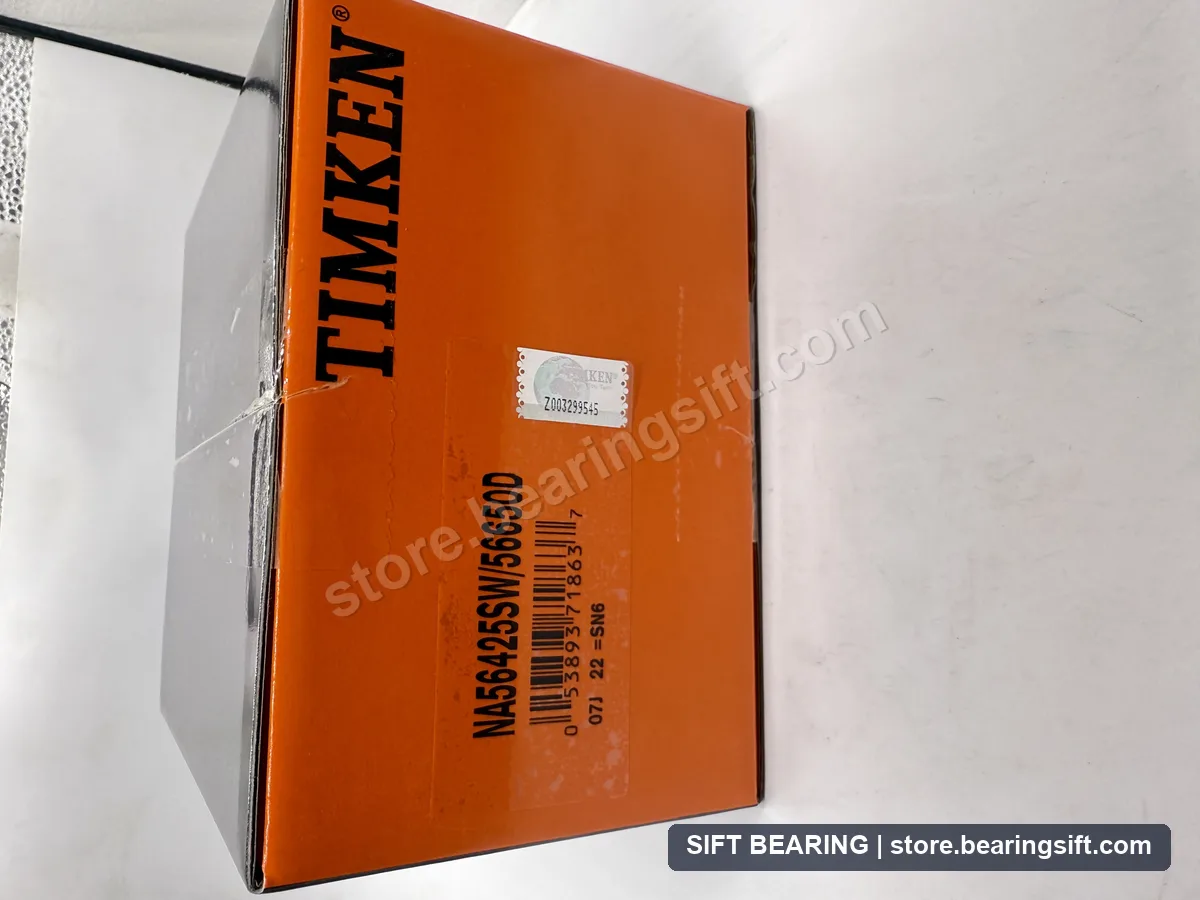 TIMKEN®
TIMKEN®
Z003299545
NA56425SW/56650D
0 53893 71863 7
07J 22 =SN6
store.bearingsift.com
SIFT BEARING | store.bearingsift.com